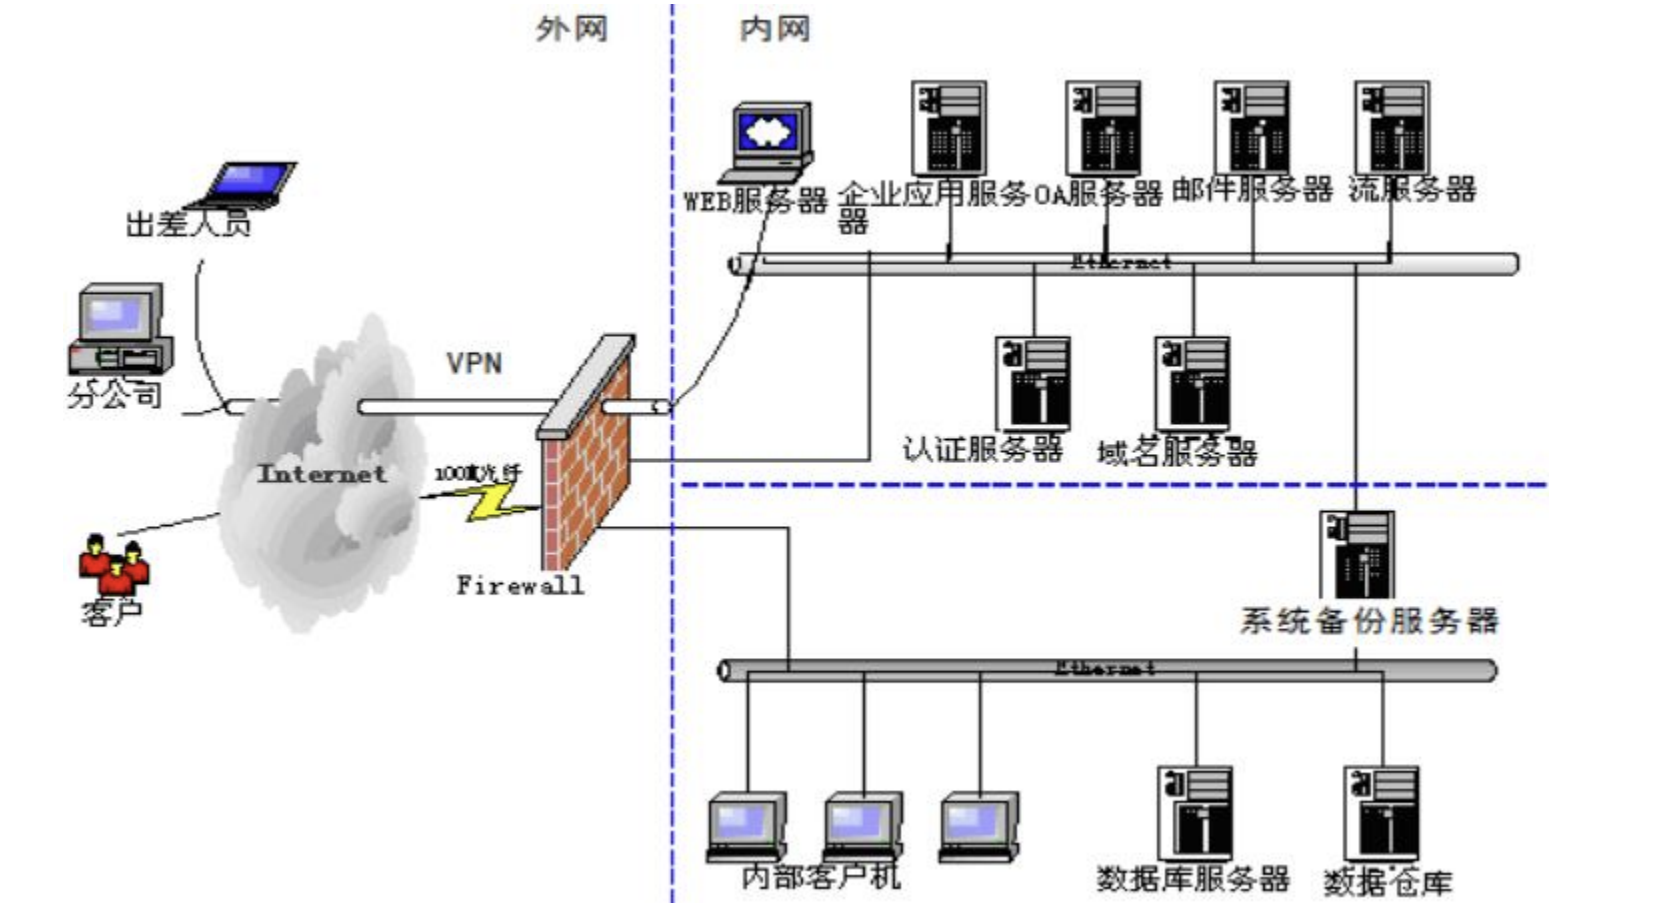 外网
内网
出差人员
WEB服务器
企业应用服务
器
OA服务器
邮件服务器
流服务器
Ethernet
分公司
VPN
认证服务器
域名服务器
Internet
100M光纤
Firewall
客户
系统备份服务器
Ethernet
内部客户机
数据库服务器
数据仓库